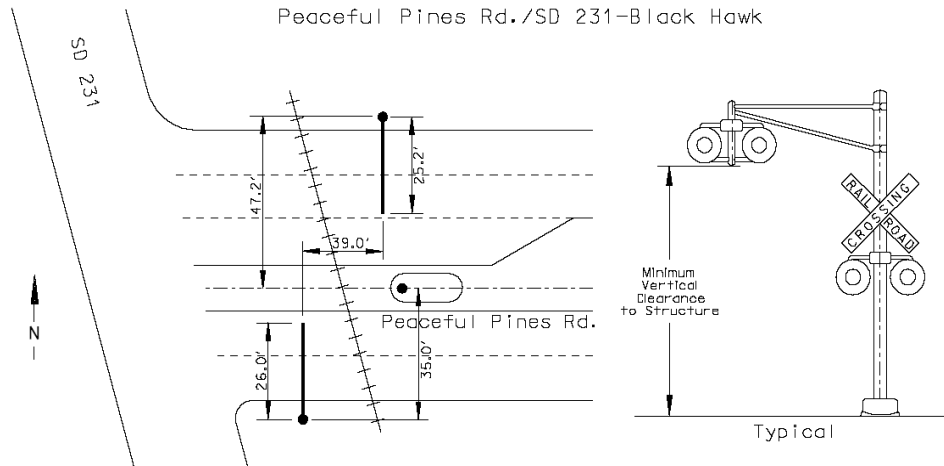 Peaceful Pines Rd./SD 231-Black Hawk
SD 231
47.2'
25.2'
39.0'
Peaceful Pines Rd.
26.0'
35.0'
N
RAIL ROAD
CROSSING
Minimum
Vertical
Clearance
to Structure
Typical